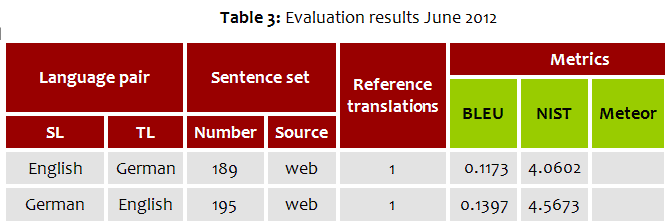 Table 3: Evaluation results June 2012
Language pair Sentence set Reference translations Metrics
BLEU NIST Meteor
SL TL Number Source
English German 189 web 1 0.1173 4.0602
German English 195 web 1 0.1397 4.5673